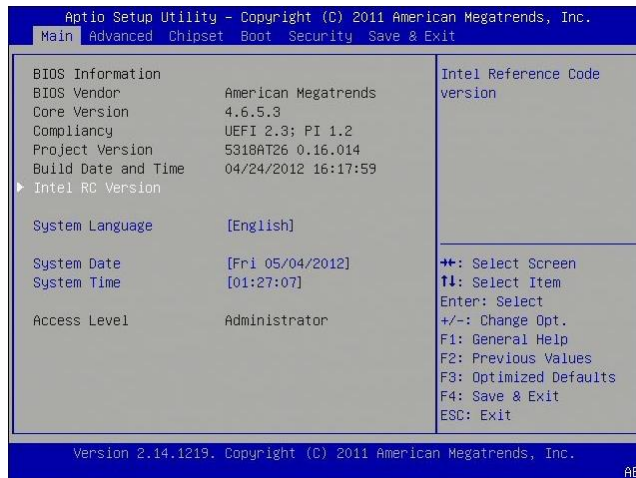 Aptio Setup Utility – Copyright (C) 2011 American Megatrends, Inc.
Main Advanced Chipset Boot Security Save & Exit
BIOS Information
BIOS Vendor American Megatrends
Core Version 4.6.5.3
Compliancy UEFI 2.3; PI 1.2
Project Version 5318AT26 0.16.014
Build Date and Time 04/24/2012 16:17:59
Intel RC Version
System Language [English]
System Date [Fri 05/04/2012]
System Time [01:27:07]
Access Level Administrator
Intel Reference Code
version
→←: Select Screen
↑↓: Select Item
Enter: Select
+/-: Change Opt.
F1: General Help
F2: Previous Values
F3: Optimized Defaults
F4: Save & Exit
ESC: Exit
Version 2.14.1219. Copyright (C) 2011 American Megatrends, Inc.